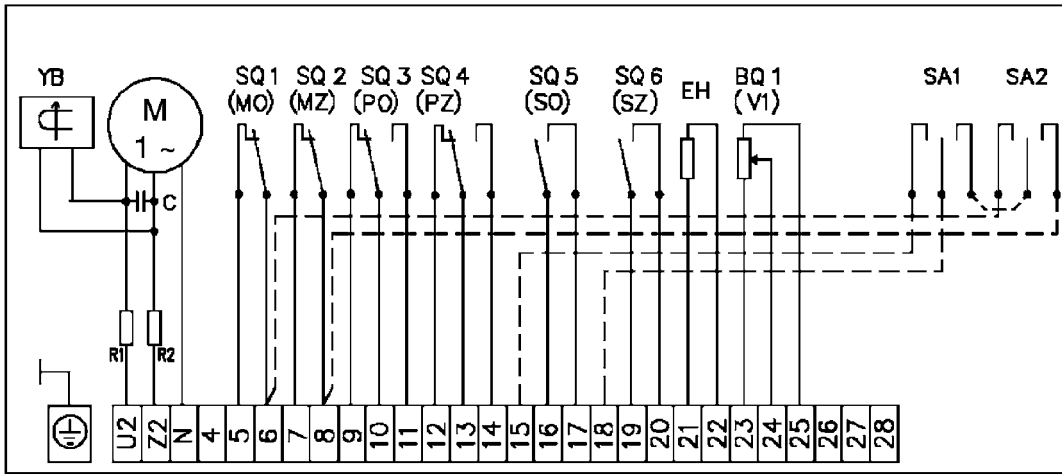 YB
M
1 ~
C
R1
R2
SQ 1
(MO)
SQ 2
(MZ)
SQ 3
(PO)
SQ 4
(PZ)
SQ 5
(SO)
SQ 6
(SZ)
EH
BQ 1
(V1)
SA1
SA2
U2 Z2 N 4 5 6 7 8 9 10 11 12 13 14 15 16 17 18 19 20 21 22 23 24 25 26 27 28